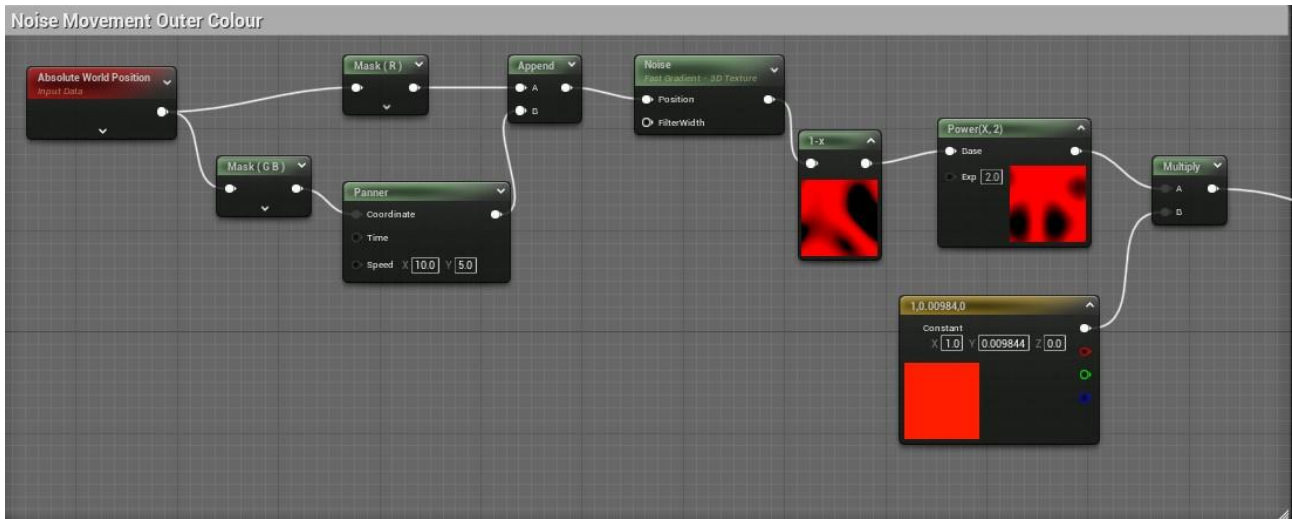 Noise Movement Outer Colour
Absolute World Position
Input Data
Mask ( R )
Append
A
B
Noise
Fast Gradient - 3D Texture
Position
FilterWidth
Mask ( G B )
Panner
Coordinate
Time
Speed X 10.0 Y 5.0
1-x
Power(X, 2)
Base
Exp 2.0
Multiply
A
B
1,0.00984,0
Constant
X 1.0 Y 0.009844 Z 0.0